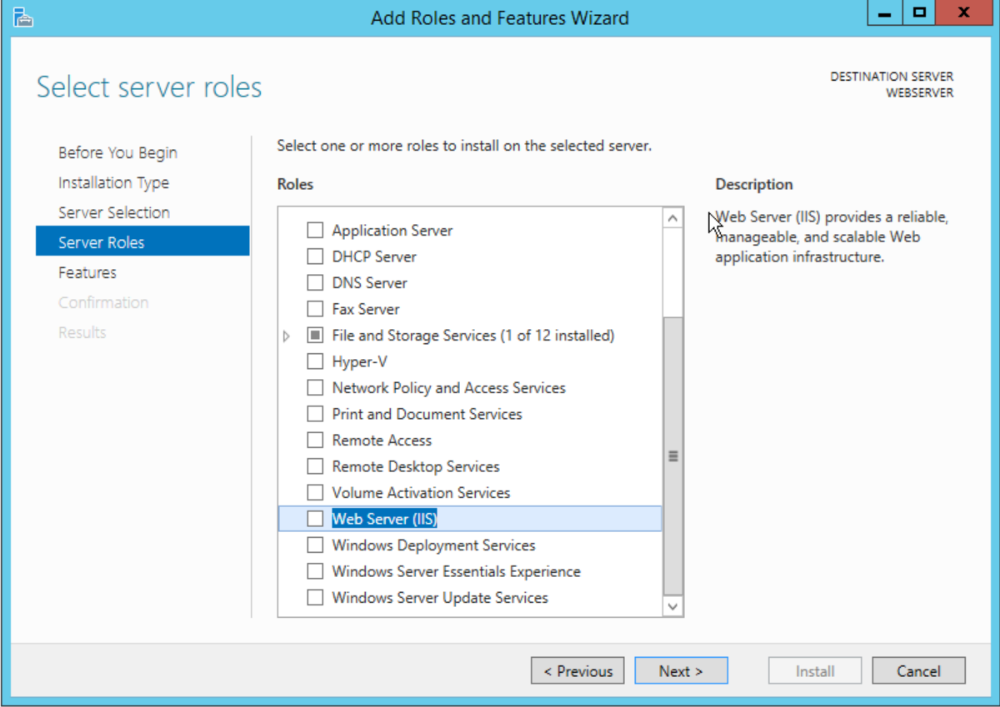 Add Roles and Features Wizard
Select server roles
DESTINATION SERVER
WEBSERVER
Before You Begin
Installation Type
Server Selection
Server Roles
Features
Confirmation
Results
Select one or more roles to install on the selected server.
Roles
Application Server
DHCP Server
DNS Server
Fax Server
File and Storage Services (1 of 12 installed)
Hyper-V
Network Policy and Access Services
Print and Document Services
Remote Access
Remote Desktop Services
Volume Activation Services
Web Server (IIS)
Windows Deployment Services
Windows Server Essentials Experience
Windows Server Update Services
Description
Web Server (IIS) provides a reliable,
manageable, and scalable Web
application infrastructure.
< Previous
Next >
Install
Cancel